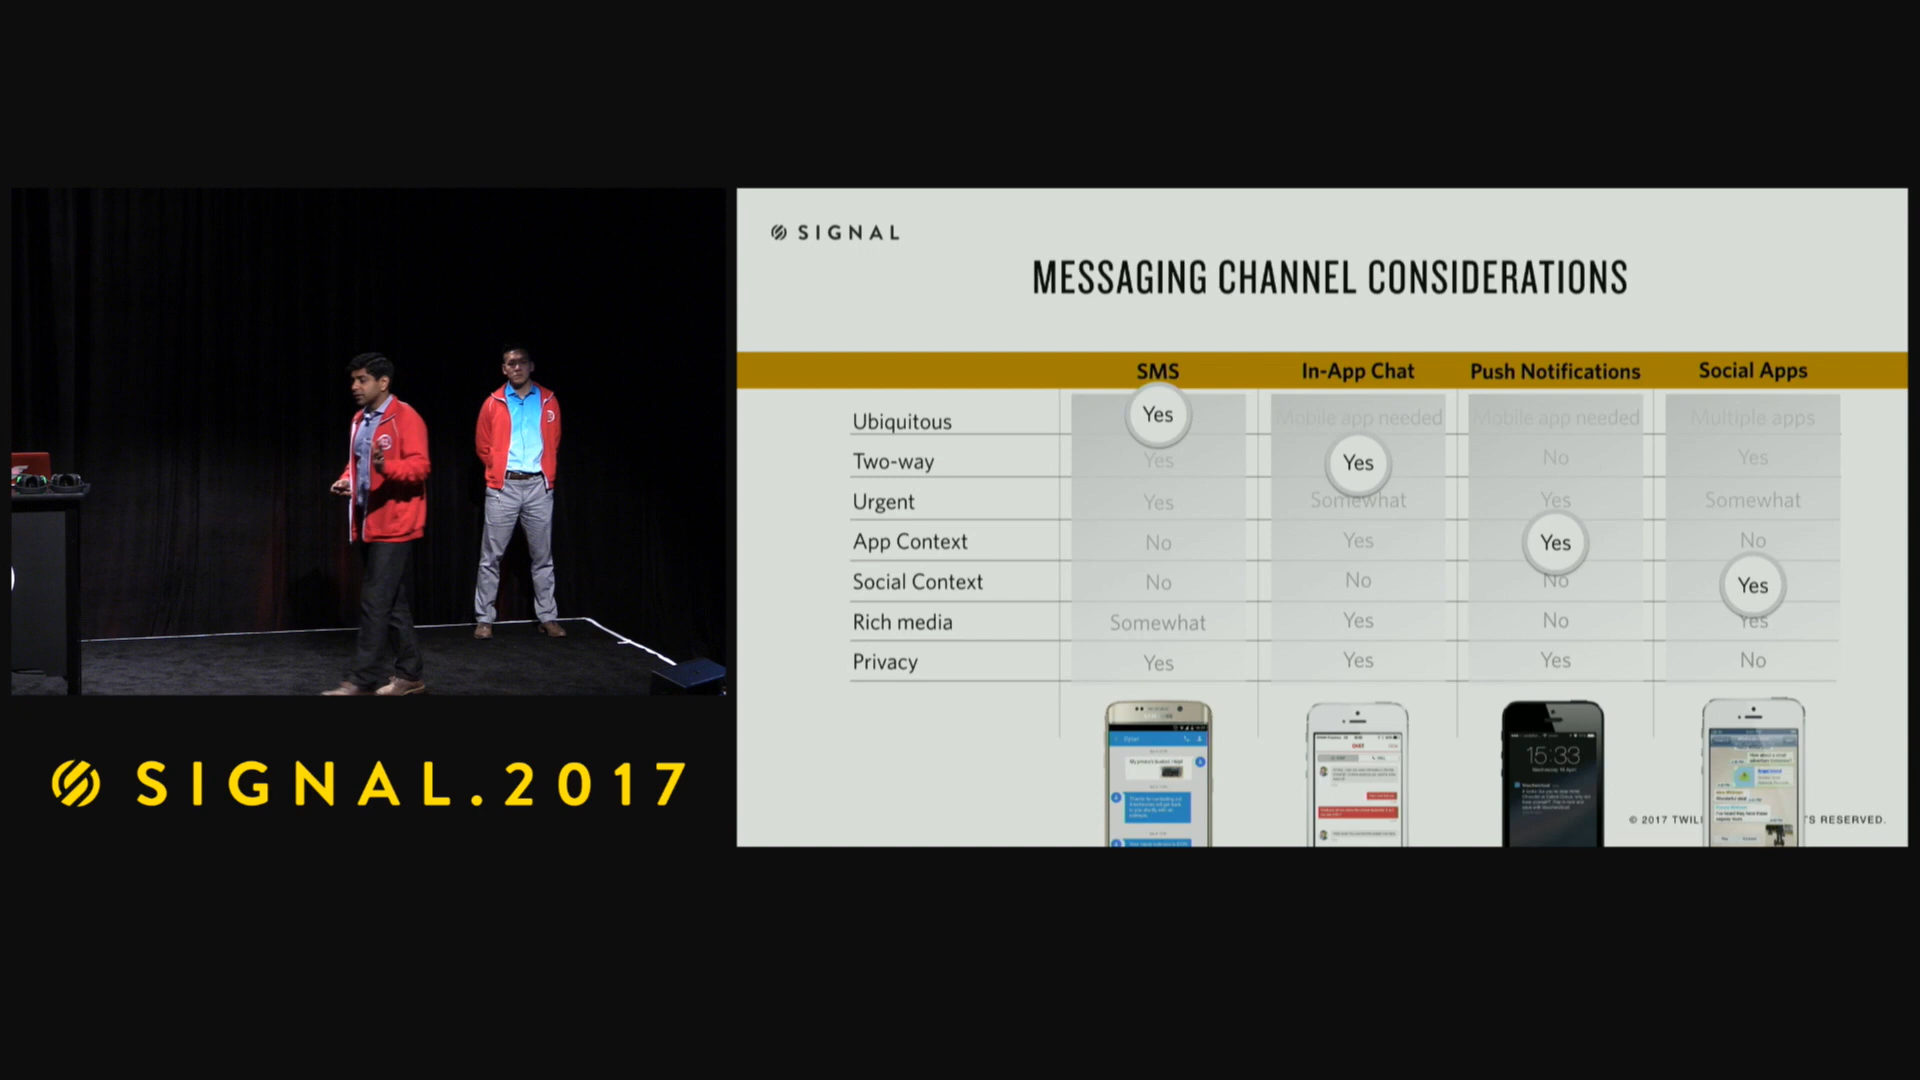 SIGNAL
MESSAGING CHANNEL CONSIDERATIONS
SMS In-App Chat Push Notifications Social Apps
Ubiquitous Yes Mobile app needed Mobile app needed Multiple apps
Two-way Yes Yes No Yes
Urgent Yes Somewhat Yes Somewhat
App Context No Yes Yes No
Social Context No No No Yes
Rich media Somewhat Yes No Yes
Privacy Yes Yes Yes No
15:33
© 2017 TWIL
S RESERVED.
SIGNAL.2017